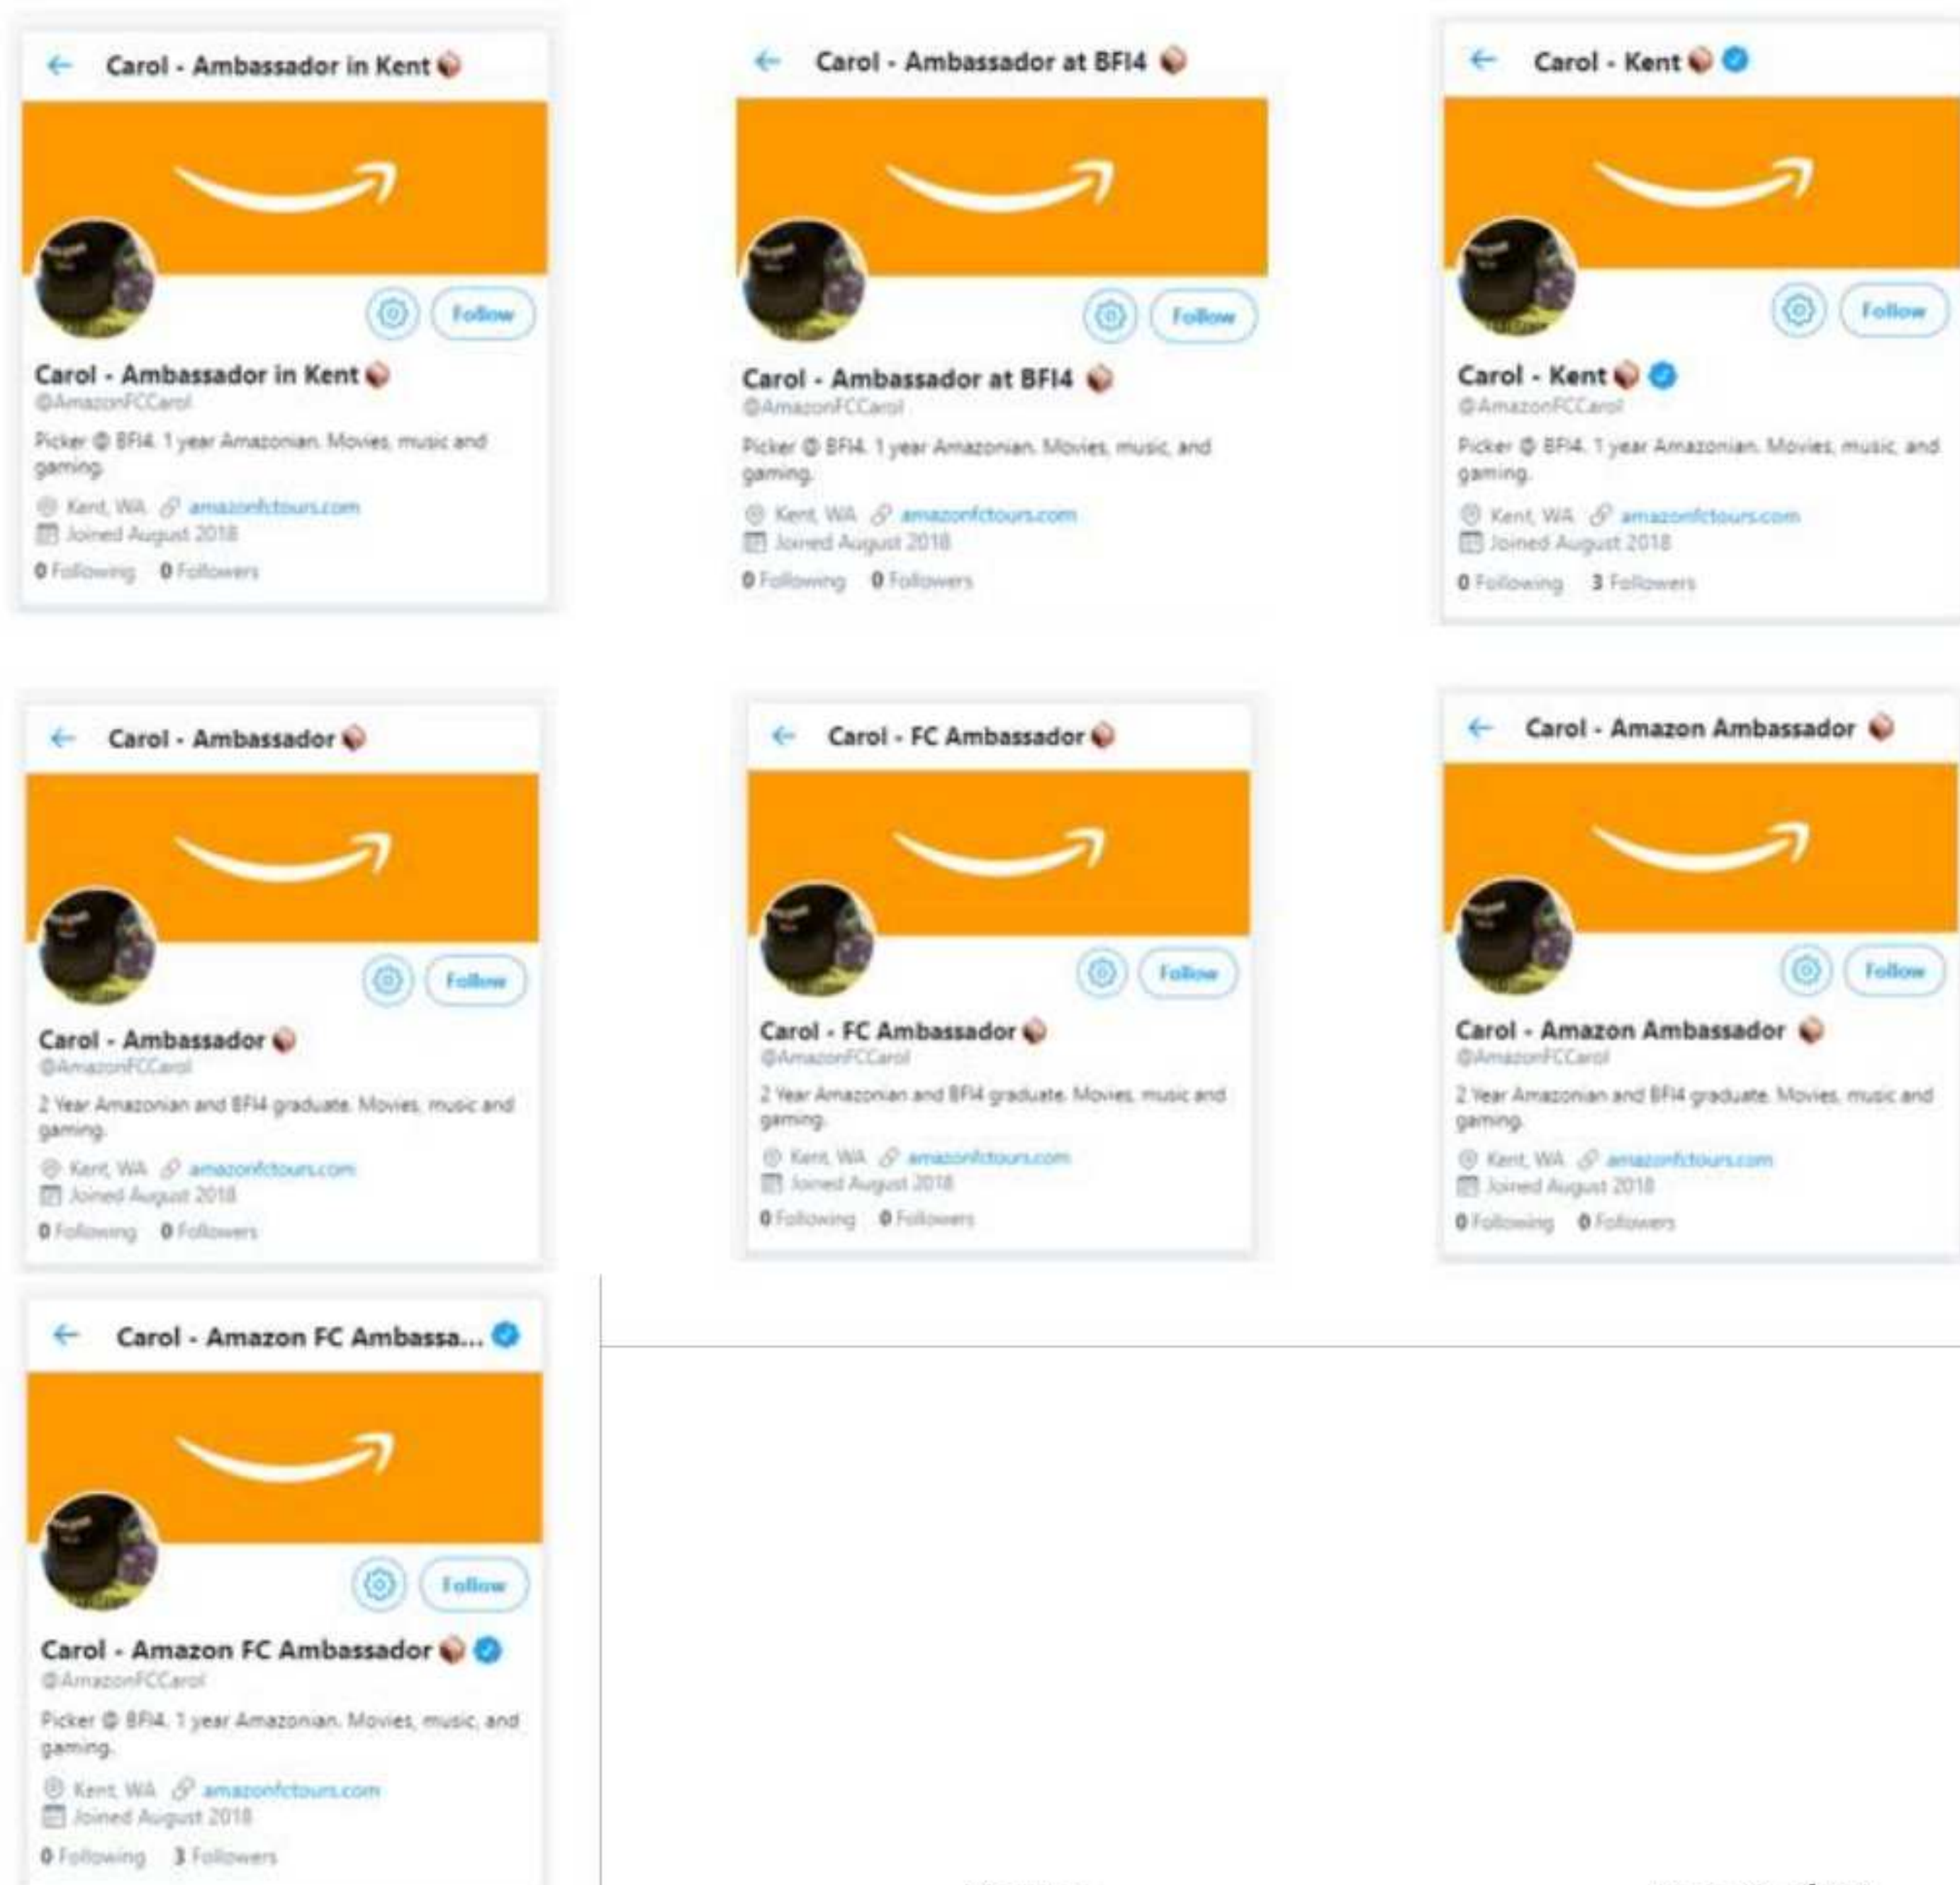 Carol - Ambassador in Kent
Carol - Ambassador in Kent
@AmazonFCCarol
Picker @ BFI4. 1 year Amazonian. Movies, music and
gaming.
Kent, WA amazonfctours.com
Joined August 2018
0 Following 0 Followers
Follow
Carol - Ambassador at BFI4
Follow
Carol - Ambassador at BFI4
@AmazonFCCarol
Picker @ BFI4. 1 year Amazonian. Movies, music, and
gaming.
Kent, WA amazonfctours.com
Joined August 2018
0 Following 0 Followers
Carol - Kent
Follow
Carol - Kent
@AmazonFCCarol
Picker @ BFI4. 1 year Amazonian. Movies, music, and
gaming.
Kent, WA amazonfctours.com
Joined August 2018
0 Following 3 Followers
Carol - Ambassador
Follow
Carol - Ambassador
@AmazonFCCarol
2 Year Amazonian and BFI4 graduate. Movies, music and
gaming.
Kent, WA amazonfctours.com
Joined August 2018
0 Following 0 Followers
Carol - FC Ambassador
Follow
Carol - FC Ambassador
@AmazonFCCarol
2 Year Amazonian and BFI4 graduate. Movies, music and
gaming.
Kent, WA amazonfctours.com
Joined August 2018
0 Following 0 Followers
Carol - Amazon Ambassador
Follow
Carol - Amazon Ambassador
@AmazonFCCarol
2 Year Amazonian and BFI4 graduate. Movies, music and
gaming.
Kent, WA amazonfctours.com
Joined August 2018
0 Following 0 Followers
Carol - Amazon FC Ambassa...
Follow
Carol - Amazon FC Ambassador
@AmazonFCCarol
Picker @ BFI4. 1 year Amazonian. Movies, music, and
gaming.
Kent, WA amazonfctours.com
Joined August 2018
0 Following 3 Followers